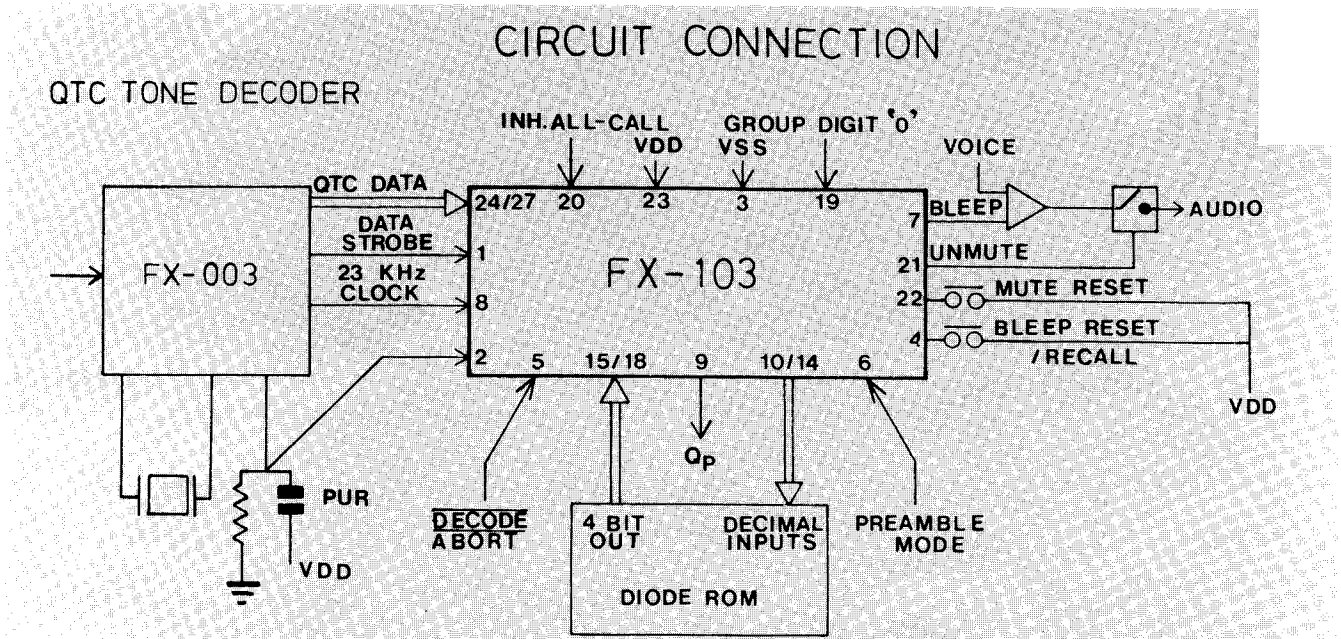 CIRCUIT CONNECTION
QTC TONE DECODER
INH.ALL-CALL
VDD
VSS
GROUP DIGIT '0'
VOICE
QTC DATA
DATA
STROBE
23 KHz
CLOCK
FX-003
24/27
20
23
3
19
1
8
2
FX-103
7
BLEEP
AUDIO
21
UNMUTE
22
MUTE RESET
4
BLEEP RESET
/RECALL
VDD
5
15/18
9
10/14
6
PUR
VDD
DECODE
ABORT
QP
4 BIT
OUT
DECIMAL
INPUTS
DIODE ROM
PREAMBLE
MODE